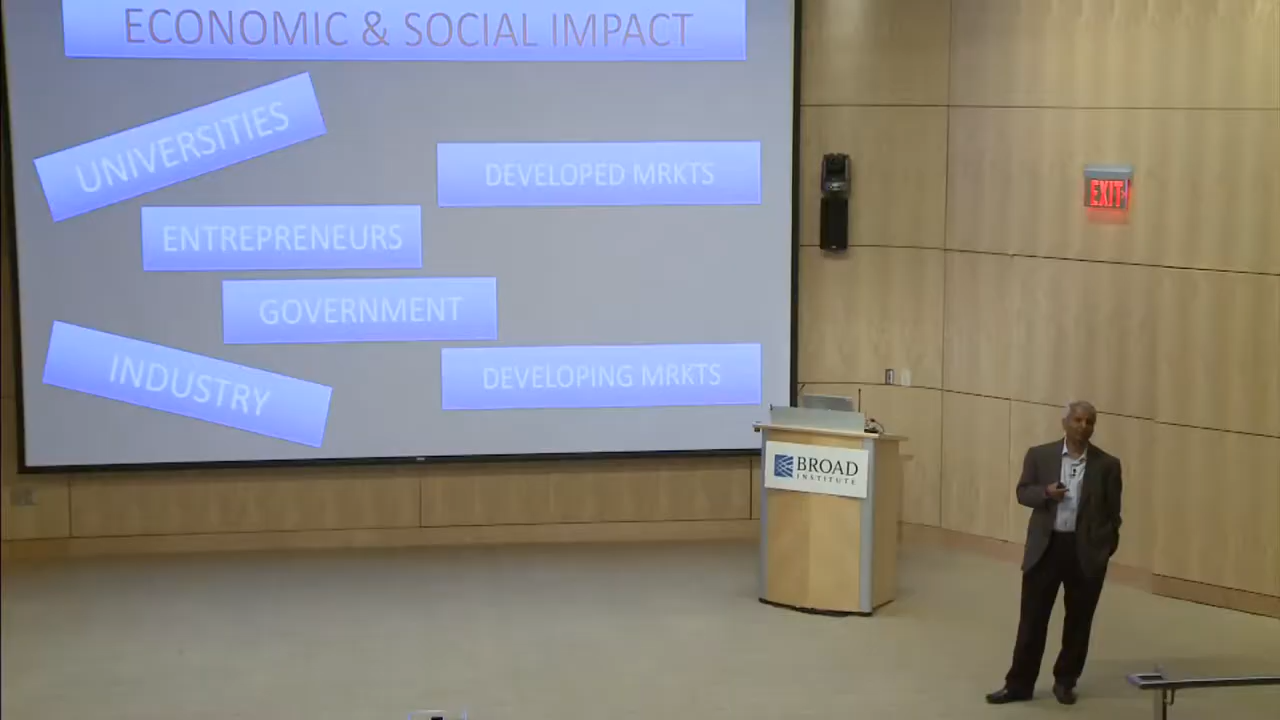 ECONOMIC & SOCIAL IMPACT
UNIVERSITIES
DEVELOPED MRKTS
ENTREPRENEURS
GOVERNMENT
INDUSTRY
DEVELOPING MRKTS
EXIT
BROAD
INSTITUTE